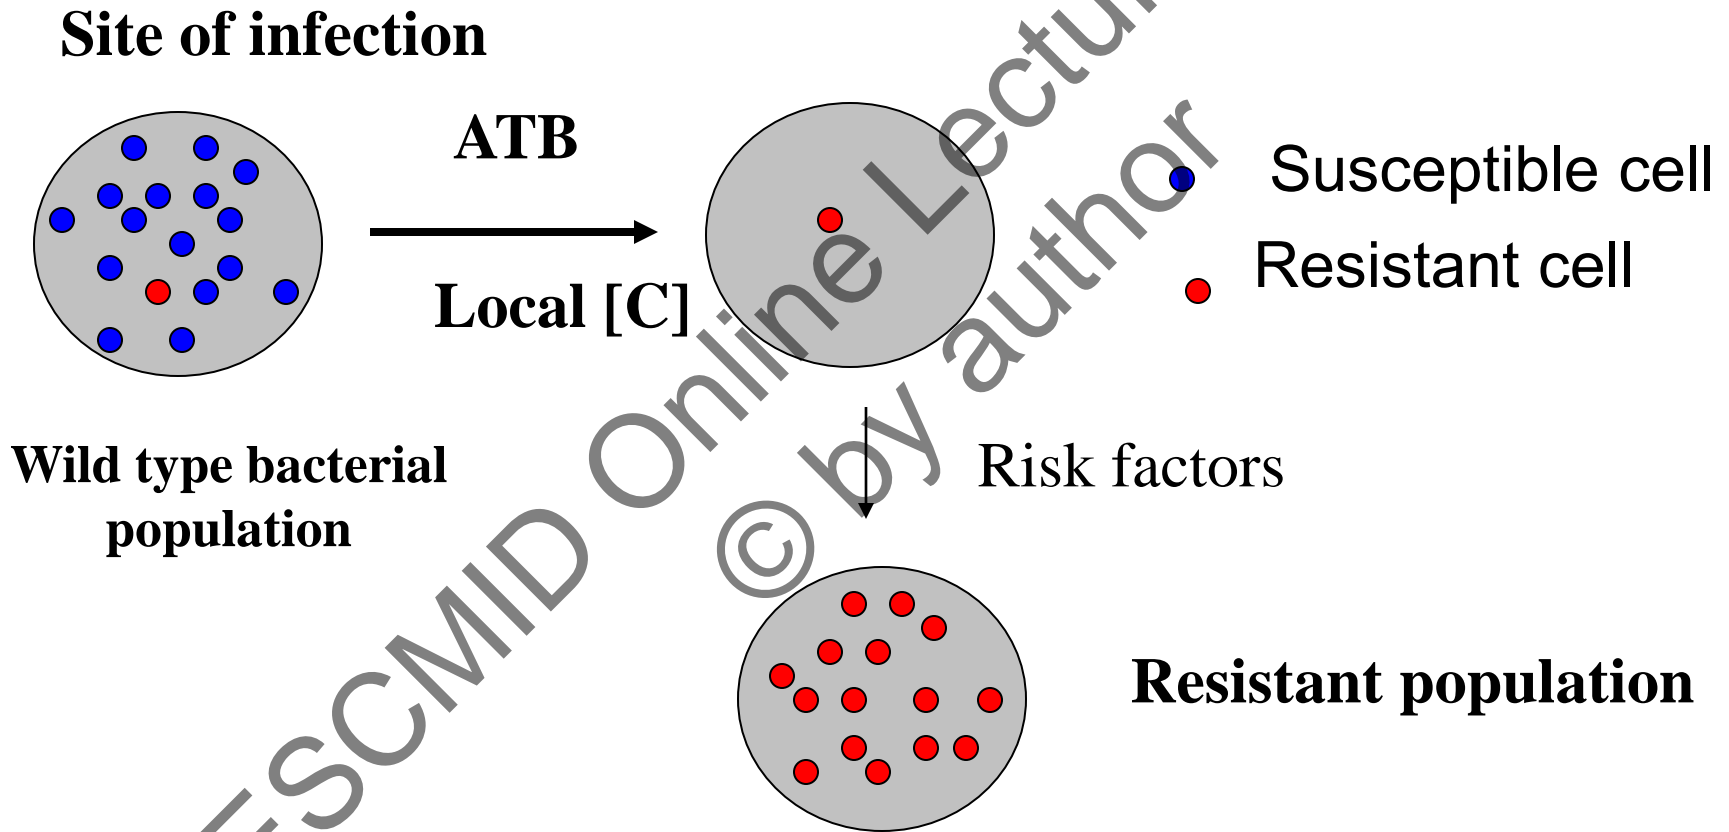 Site of infection
ATB
Local [C]
Susceptible cell
Resistant cell
Wild type bacterial
population
Risk factors
Resistant population
ESCMID Online Lectur
© by author